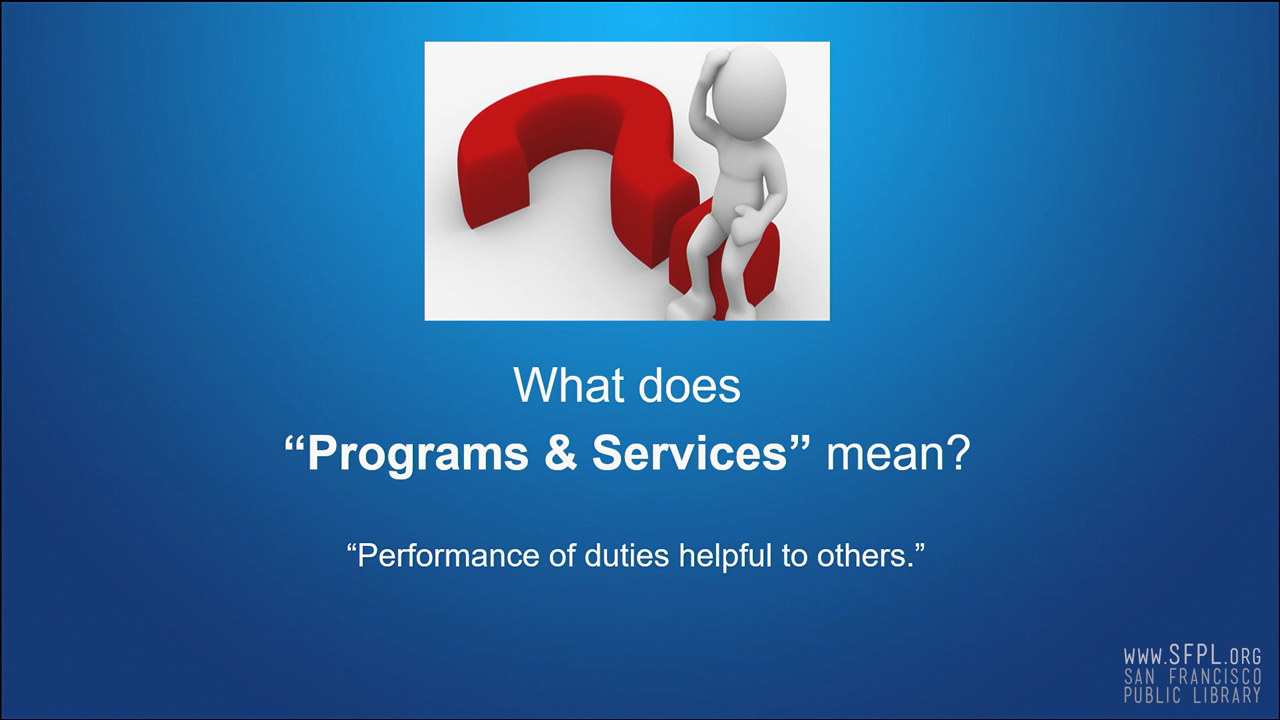 What does
“Programs & Services” mean?
“Performance of duties helpful to others.”
www.SFPL.ORG
SAN FRANCISCO
PUBLIC LIBRARY